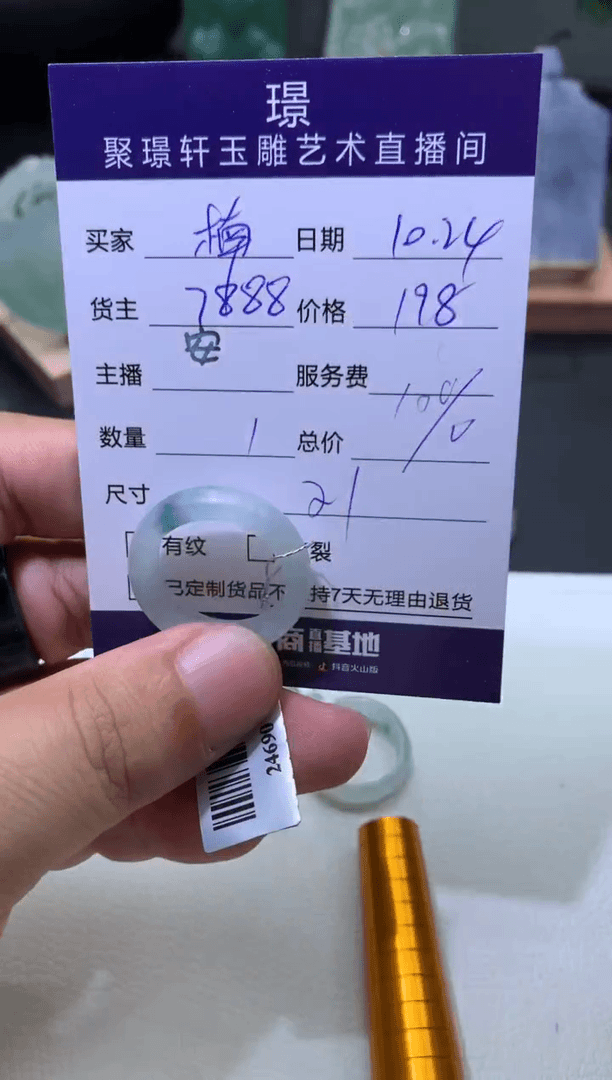 璟
聚璟轩玉雕艺术直播间
买家 梅 日期 10.24
货主 7888 价格 198
安
主播 服务费
数量 1 总价 10%
尺寸 21
有纹 裂
定制货品不 持7天无理由退货
商 直播 基地
抖音火山版
24690